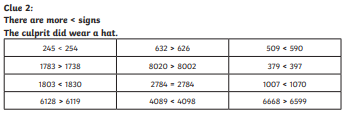 Clue 2:
There are more < signs
The culprit did wear a hat.
245 < 254 632 > 626 509 < 590
1783 > 1738 8020 > 8002 379 < 397
1803 < 1830 2784 = 2784 1007 < 1070
6128 > 6119 4089 < 4098 6668 > 6599